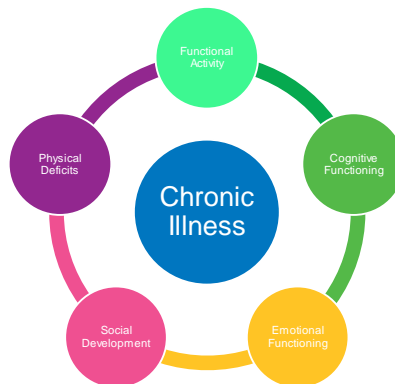 Functional
Activity
Physical
Deficits
Cognitive
Functioning
Chronic
Illness
Social
Development
Emotional
Functioning